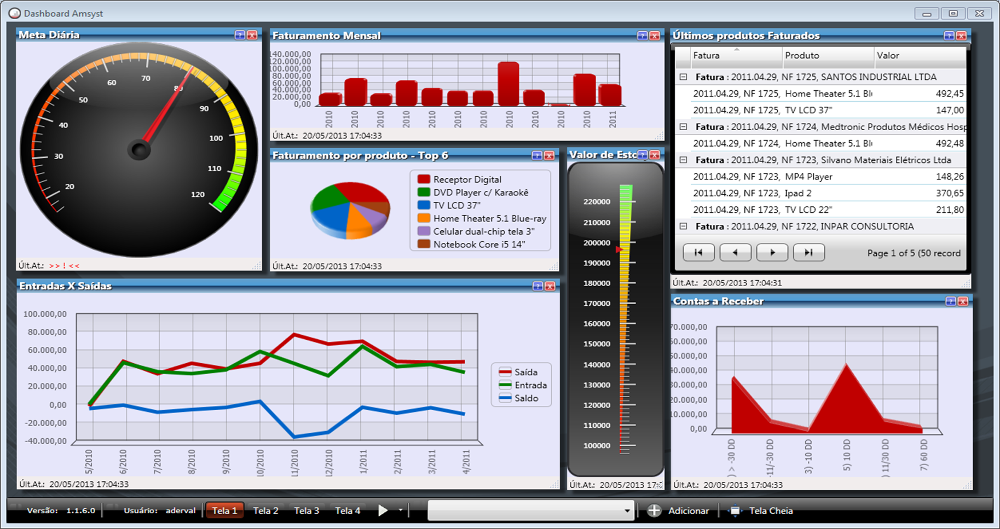 Dashboard Amsyst
Meta Diária
20
30
40
50
60
70
80
90
100
110
120
Últ.At.: >> ! <<
Faturamento Mensal
140.000,00
120.000,00
100.000,00
80.000,00
60.000,00
40.000,00
20.000,00
0,00
2010 2010 2010 2010 2010 2010 2010 2010 2010 2010 2010 2011
Últ.At.: 20/05/2013 17:04:33
Faturamento por produto - Top 6
Receptor Digital
DVD Player c/ Karaokê
TV LCD 37"
Home Theater 5.1 Blue-ray
Celular dual-chip tela 3"
Notebook Core i5 14"
Últ.At.: 20/05/2013 17:04:33
Valor de Esto
220000
210000
200000
190000
180000
170000
160000
150000
140000
130000
120000
110000
100000
Últ.At.: 20/05/2013 17:
Últimos produtos Faturados
Fatura Produto Valor
Fatura : 2011.04.29, NF 1725, SANTOS INDUSTRIAL LTDA
2011.04.29, NF 1725, Home Theater 5.1 Bl 492,45
2011.04.29, NF 1725, TV LCD 37" 147,00
Fatura : 2011.04.29, NF 1724, Medtronic Produtos Médicos Hosp
2011.04.29, NF 1724, Home Theater 5.1 Bl 492,48
Fatura : 2011.04.29, NF 1723, Silvano Materiais Elétricos Ltda
2011.04.29, NF 1723, MP4 Player 148,26
2011.04.29, NF 1723, Ipad 2 370,65
2011.04.29, NF 1723, TV LCD 22" 211,80
Fatura : 2011.04.29, NF 1722, INPAR CONSULTORIA
Page 1 of 5 (50 record
Últ.At.: 20/05/2013 17:04:31
Entradas X Saídas
100.000,00
80.000,00
60.000,00
40.000,00
20.000,00
0,00
-20.000,00
-40.000,00
5/2010 6/2010 7/2010 8/2010 9/2010 10/2010 11/2010 12/2010 1/2011 2/2011 3/2011 4/2011
Saída
Entrada
Saldo
Últ.At.: 20/05/2013 17:04:33
Contas a Receber
70.000,00
60.000,00
50.000,00
40.000,00
30.000,00
20.000,00
10.000,00
0,00
) > -30 DD -11/-30 DD 3) -10 DD 5) 10 DD ) 11/30 DD 7) 60 DD
Últ.At.: 20/05/2013 17:04:33
Versão: 1.1.6.0 Usuário: aderval Tela 1 Tela 2 Tela 3 Tela 4 Adicionar Tela Cheia